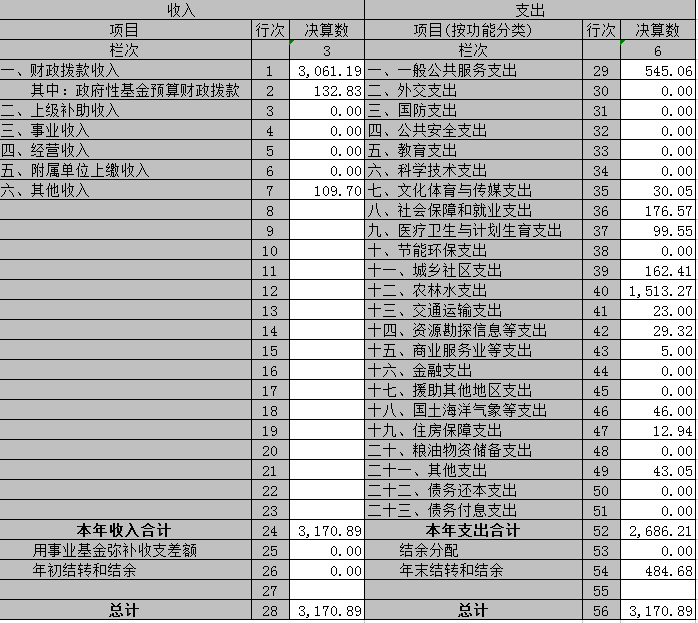 收入 支出
项目 行次 决算数 项目(按功能分类) 行次 决算数
栏次 3 栏次 6
一、财政拨款收入 1 3,061.19 一、一般公共服务支出 29 545.06
其中：政府性基金预算财政拨款 2 132.83 二、外交支出 30 0.00
二、上级补助收入 3 0.00 三、国防支出 31 0.00
三、事业收入 4 0.00 四、公共安全支出 32 0.00
四、经营收入 5 0.00 五、教育支出 33 0.00
五、附属单位上缴收入 6 0.00 六、科学技术支出 34 0.00
六、其他收入 7 109.70 七、文化体育与传媒支出 35 30.05
8 八、社会保障和就业支出 36 176.57
9 九、医疗卫生与计划生育支出 37 99.55
10 十、节能环保支出 38 0.00
11 十一、城乡社区支出 39 162.41
12 十二、农林水支出 40 1,513.27
13 十三、交通运输支出 41 23.00
14 十四、资源勘探信息等支出 42 29.32
15 十五、商业服务业等支出 43 5.00
16 十六、金融支出 44 0.00
17 十七、援助其他地区支出 45 0.00
18 十八、国土海洋气象等支出 46 46.00
19 十九、住房保障支出 47 12.94
20 二十、粮油物资储备支出 48 0.00
21 二十一、其他支出 49 43.05
22 二十二、债务还本支出 50 0.00
23 二十三、债务付息支出 51 0.00
本年收入合计 24 3,170.89 本年支出合计 52 2,686.21
用事业基金弥补收支差额 25 0.00 结余分配 53 0.00
年初结转和结余 26 0.00 年末结转和结余 54 484.68
27 55
总计 28 3,170.89 总计 56 3,170.89